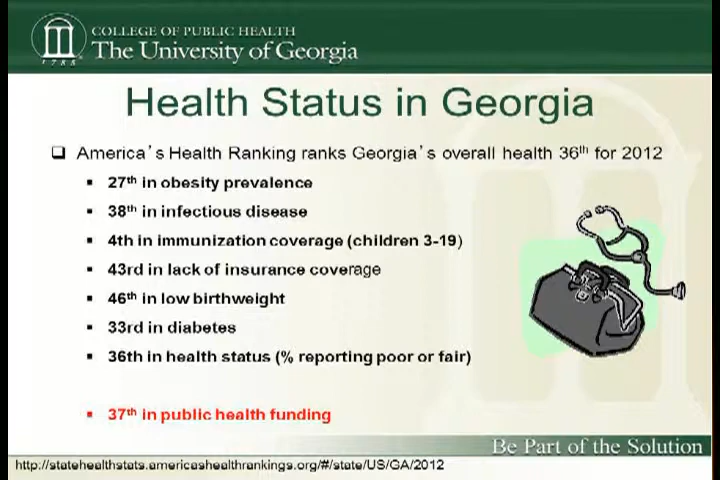 COLLEGE OF PUBLIC HEALTH
The University of Georgia
1785
Health Status in Georgia
America's Health Ranking ranks Georgia's overall health 36th for 2012
27th in obesity prevalence
38th in infectious disease
4th in immunization coverage (children 3-19)
43rd in lack of insurance coverage
46th in low birthweight
33rd in diabetes
36th in health status (% reporting poor or fair)
37th in public health funding
Be Part of the Solution
http://statehealthstats.americashealthrankings.org/#/state/US/GA/2012